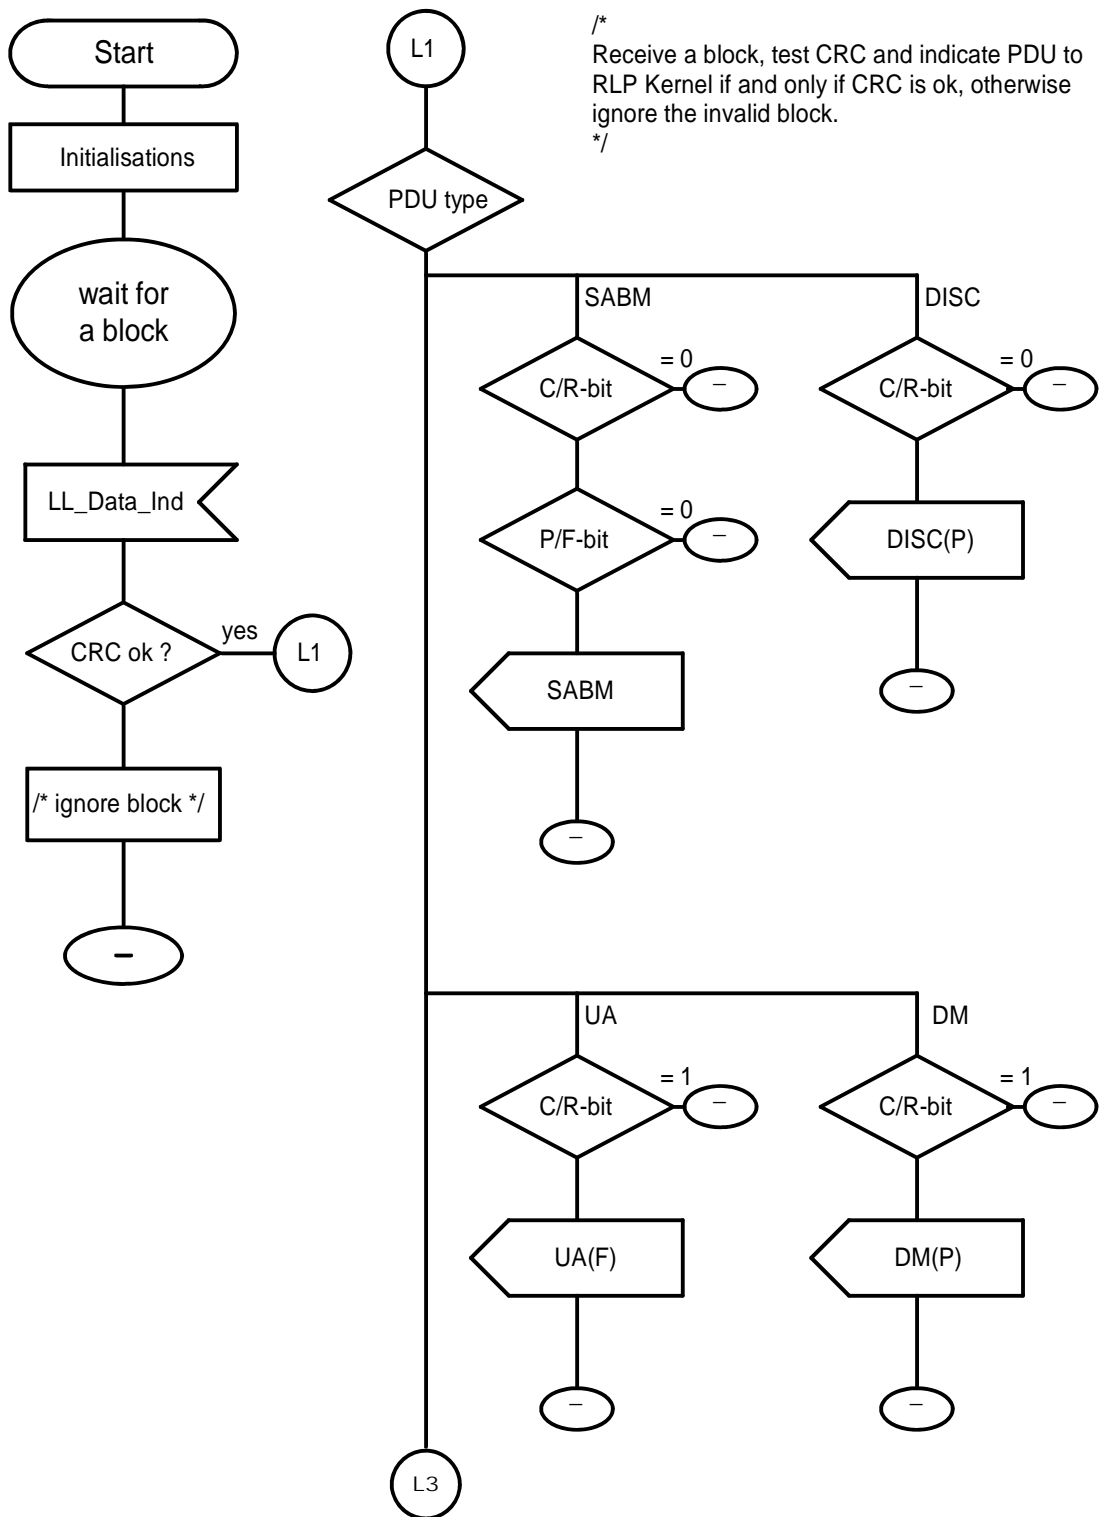 Start
Initialisations
wait for
a block
LL_Data_Ind
CRC ok ?
yes
L1
/* ignore block */
–
L1
/*
Receive a block, test CRC and indicate PDU to
RLP Kernel if and only if CRC is ok, otherwise
ignore the invalid block.
*/
PDU type
SABM
C/R-bit
= 0
–
P/F-bit
= 0
–
SABM
–
DISC
C/R-bit
= 0
–
DISC(P)
–
UA
C/R-bit
= 1
–
UA(F)
–
DM
C/R-bit
= 1
–
DM(P)
–
L3